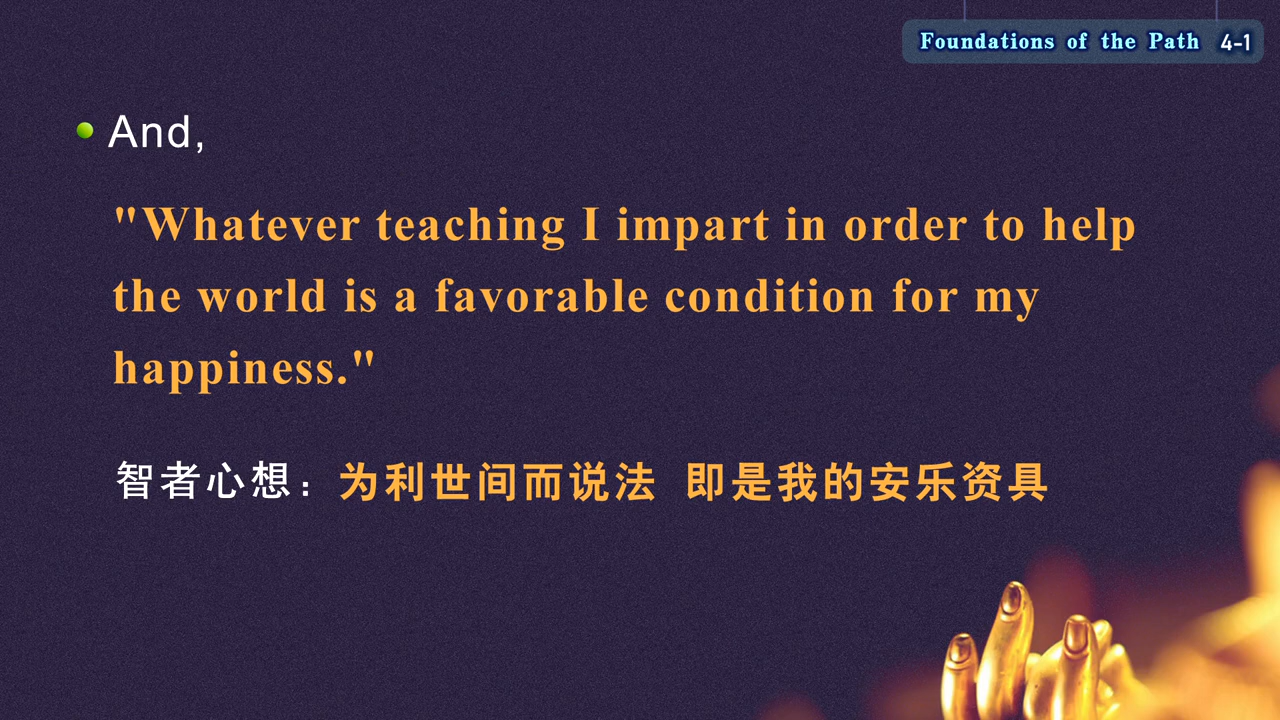 Foundations of the Path 4-1
And,
"Whatever teaching I impart in order to help
the world is a favorable condition for my
happiness."
智者心想：为利世间而说法 即是我的安乐资具